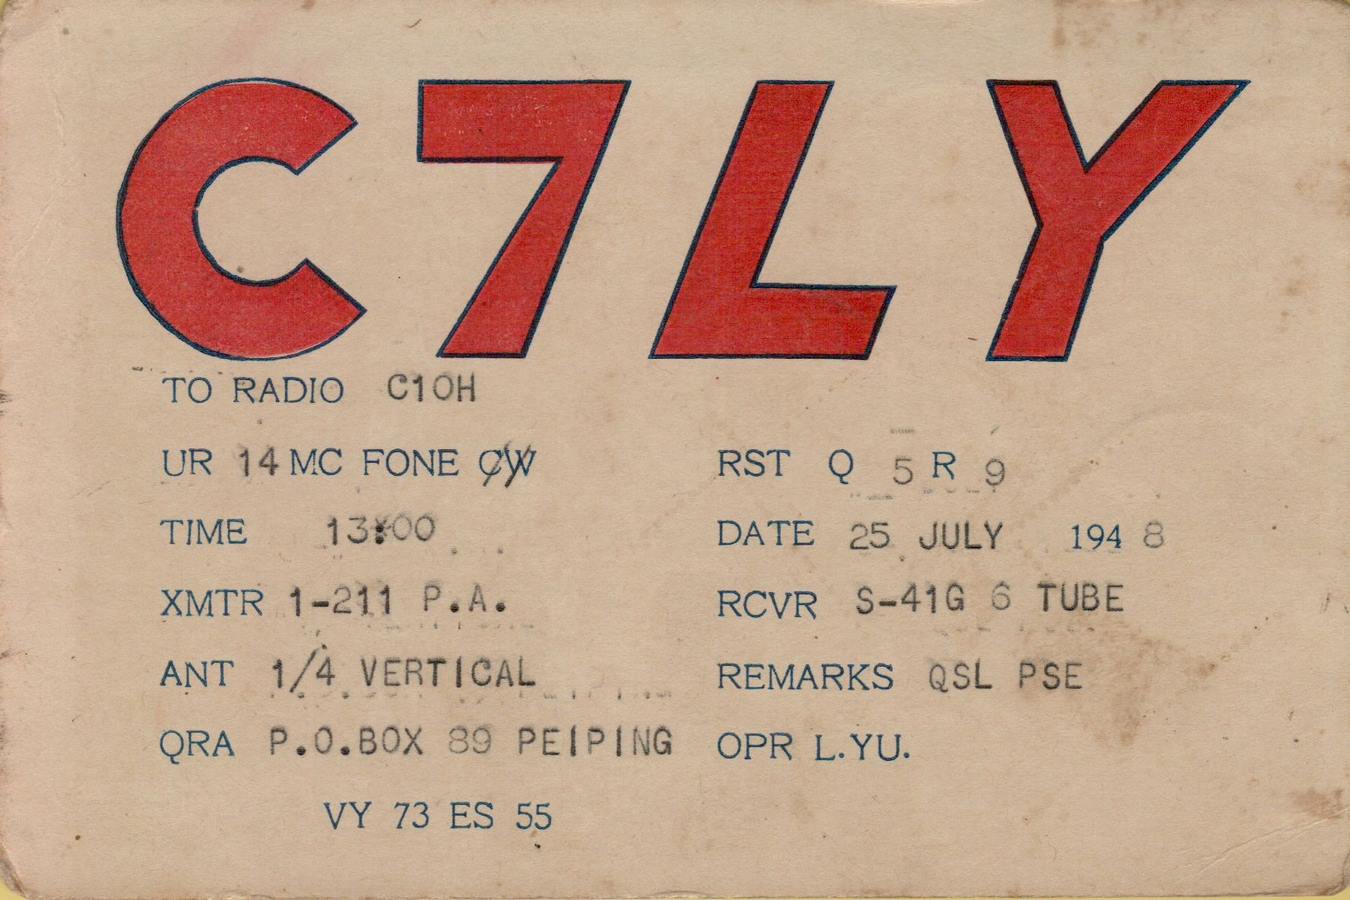 C7LY
TO RADIO C1OH
UR 14 MC FONE CW RST Q 5 R 9
TIME 13:00 DATE 25 JULY 1948
XMTR 1-211 P.A. RCVR S-41G 6 TUBE
ANT 1/4 VERTICAL REMARKS QSL PSE
QRA P.O.BOX 89 PEIPING OPR L.YU.
VY 73 ES 55